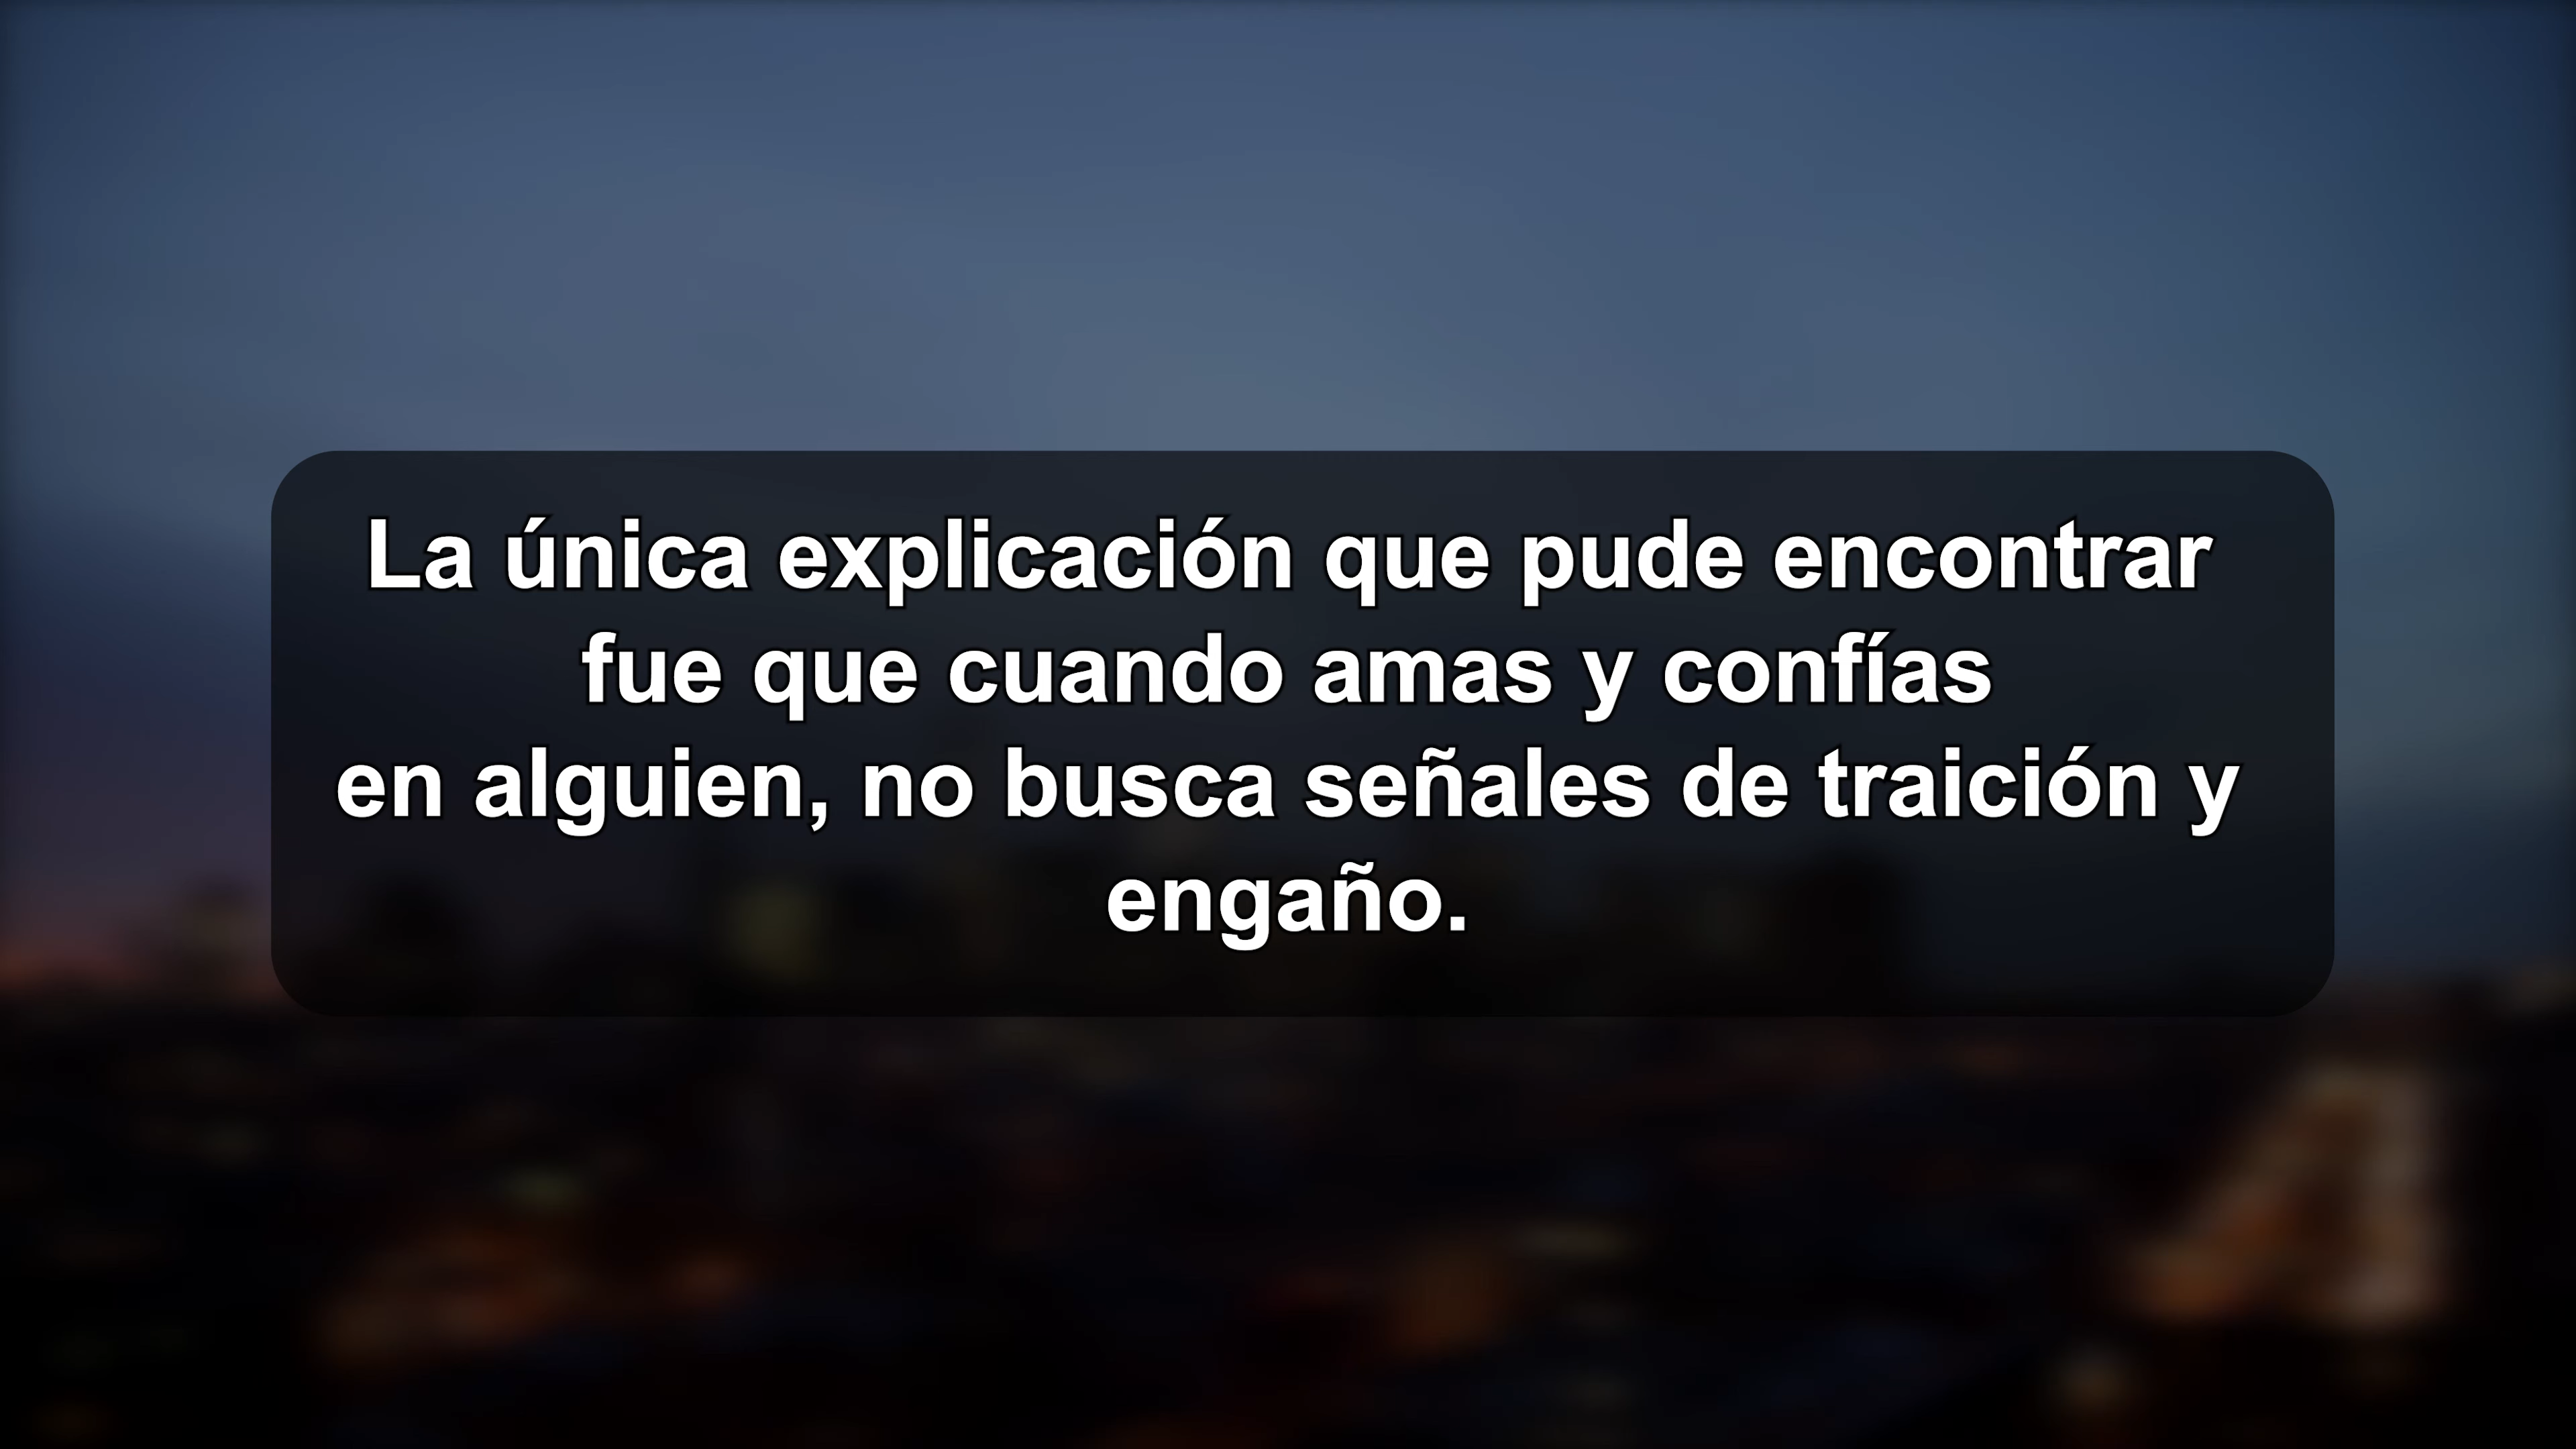 La única explicación que pude encontrar
fue que cuando amas y confías
en alguien, no busca señales de traición y
engaño.